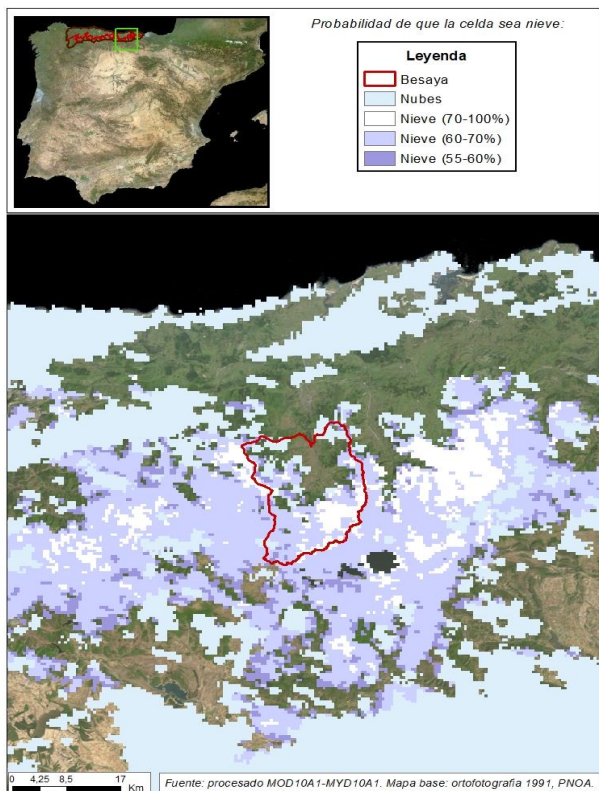 Probabilidad de que la celda sea nieve:
Leyenda
Besaya
Nubes
Nieve (70-100%)
Nieve (60-70%)
Nieve (55-60%)
0 4,25 8,5 17
Km
Fuente: procesado MOD10A1-MYD10A1. Mapa base: ortofotografía 1991, PNOA.